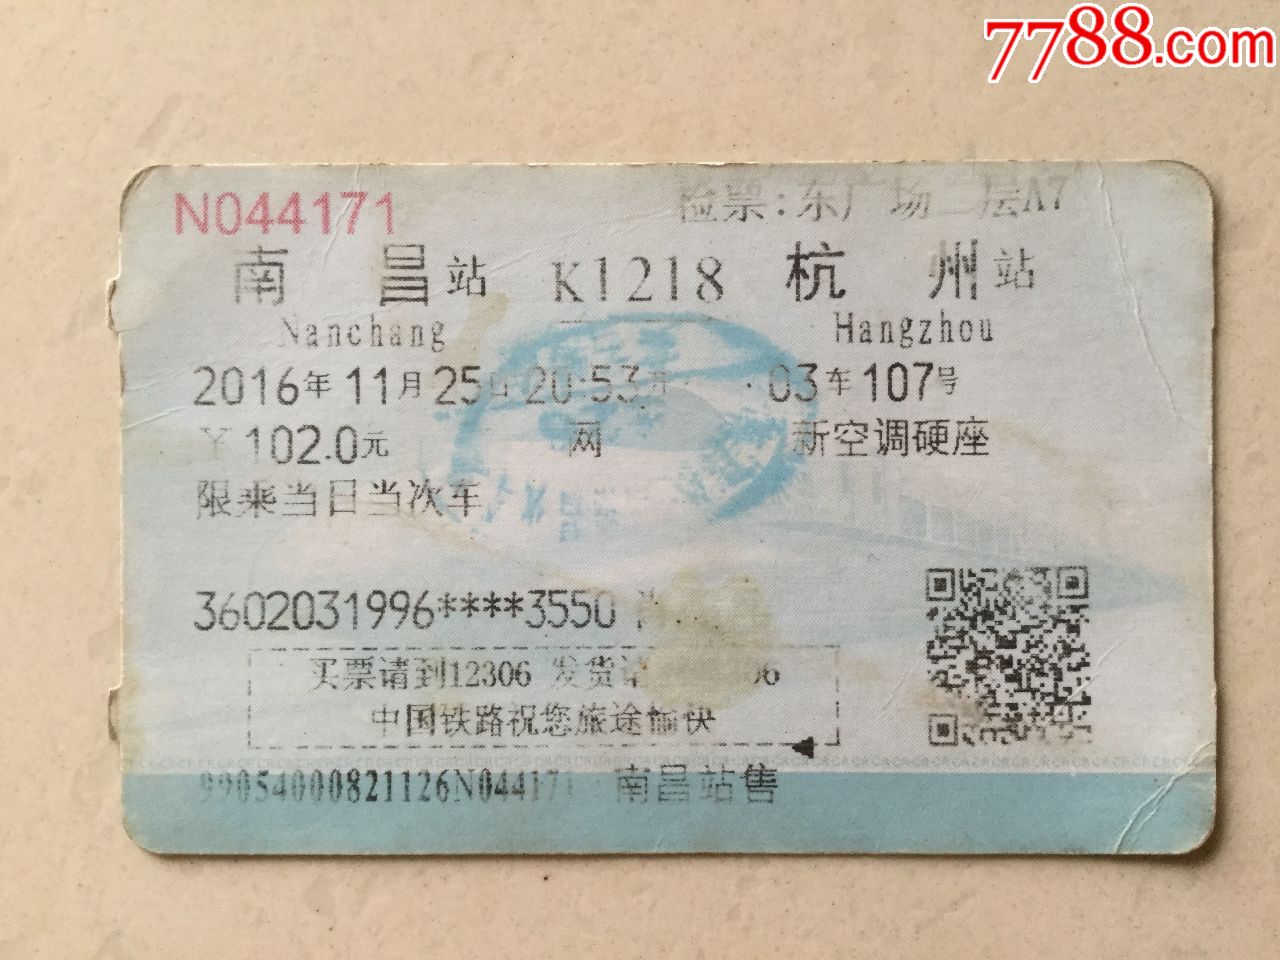 7788.com
N044171
检票:东广场 层A7
南昌站 K1218 杭州站
Nanchang Hangzhou
2016年11月25日 20:53开 03车107号
￥102.0元 网 新空调硬座
限乘当日当次车
3602031996****3550
买票请到12306 发货请 06
中国铁路祝您旅途愉快
99054000821126N044171 南昌站售